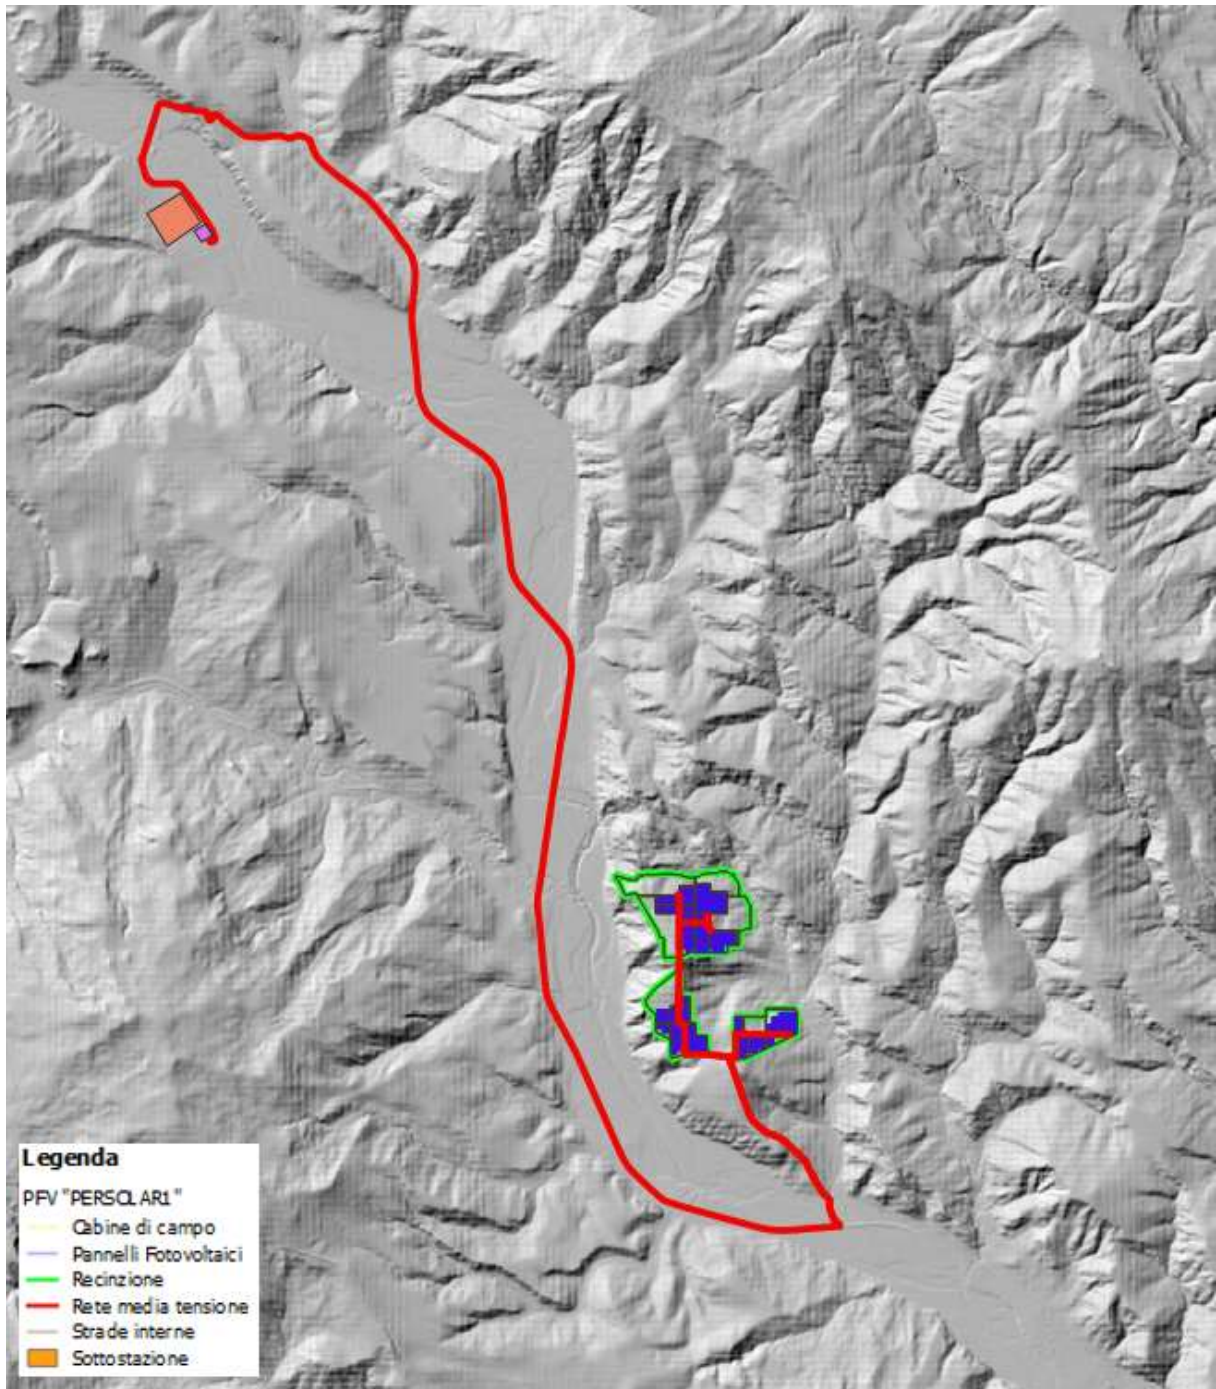 Legenda
PFV "PERSOLAR1"
Cabine di campo
Pannelli Fotovoltaici
Recinzione
Rete media tensione
Strade interne
Sottostazione